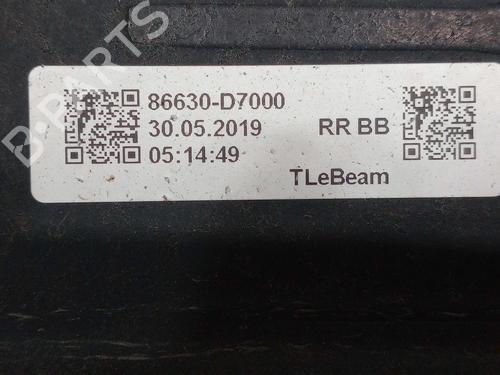 B-PARTS
86630-D7000
30.05.2019 RR BB
05:14:49
TLeBeam